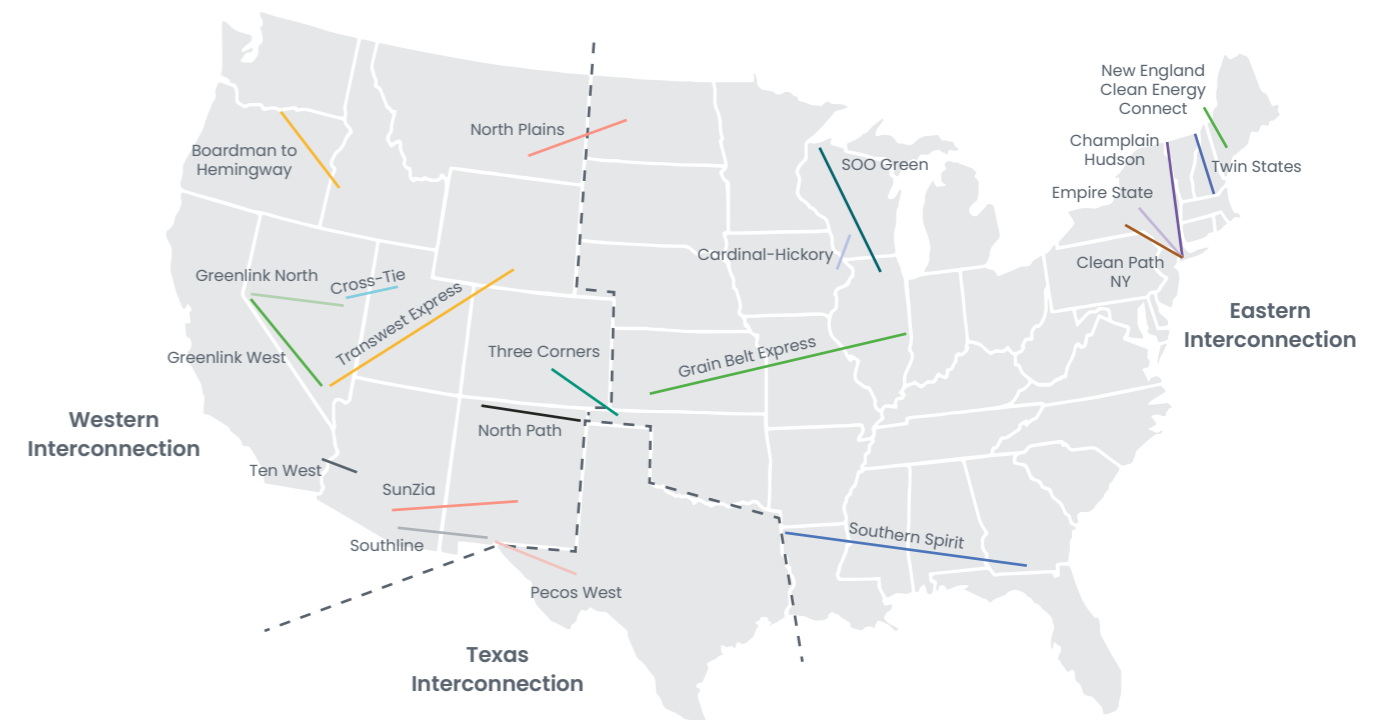 New England
Clean Energy
Connect
North Plains
Champlain
Hudson
Boardman to
Hemingway
SOO Green
Twin States
Empire State
Cardinal-Hickory
Clean Path
NY
Greenlink North
Cross-Tie
Transwest Express
Eastern
Interconnection
Greenlink West
Three Corners
Grain Belt Express
Western
Interconnection
North Path
Ten West
SunZia
Southline
Southern Spirit
Pecos West
Texas
Interconnection